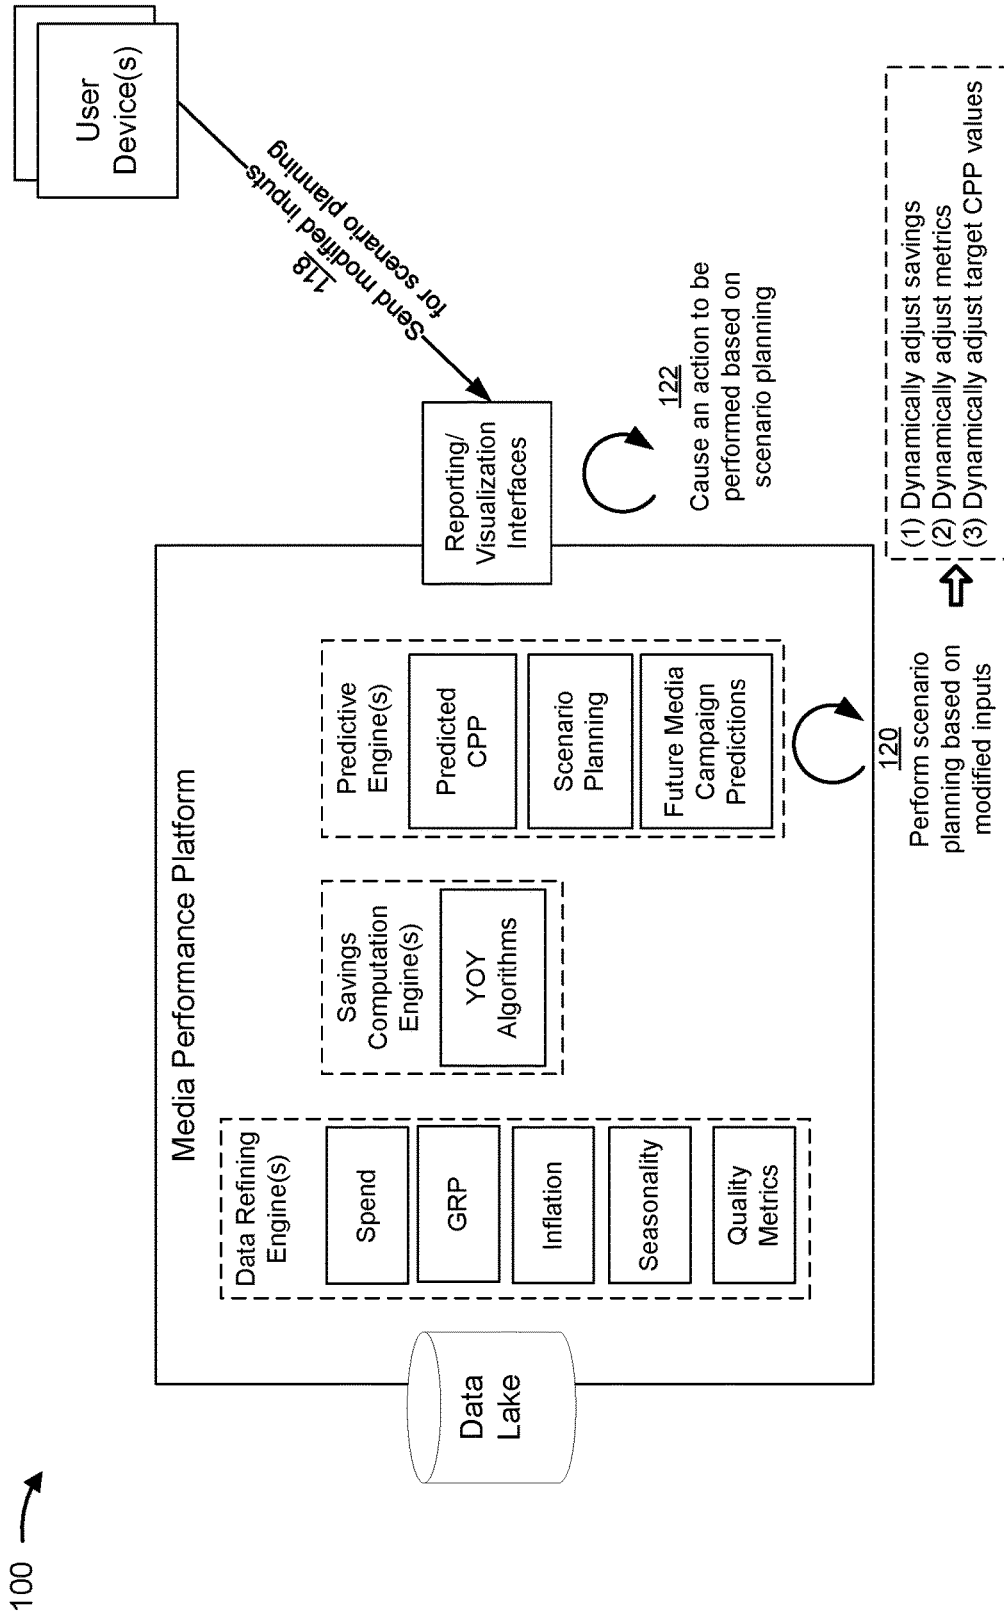 100
User
Device(s)
118
Send modified inputs
for scenario planning
Media Performance Platform
Data
Lake
Data Refining
Engine(s)
Spend
GRP
Inflation
Seasonality
Quality
Metrics
Savings
Computation
Engine(s)
YOY
Algorithms
Predictive
Engine(s)
Predicted
CPP
Scenario
Planning
Future Media
Campaign
Predictions
Reporting/
Visualization
Interfaces
122
Cause an action to be
performed based on
scenario planning
120
Perform scenario
planning based on
modified inputs
(1) Dynamically adjust savings
(2) Dynamically adjust metrics
(3) Dynamically adjust target CPP values